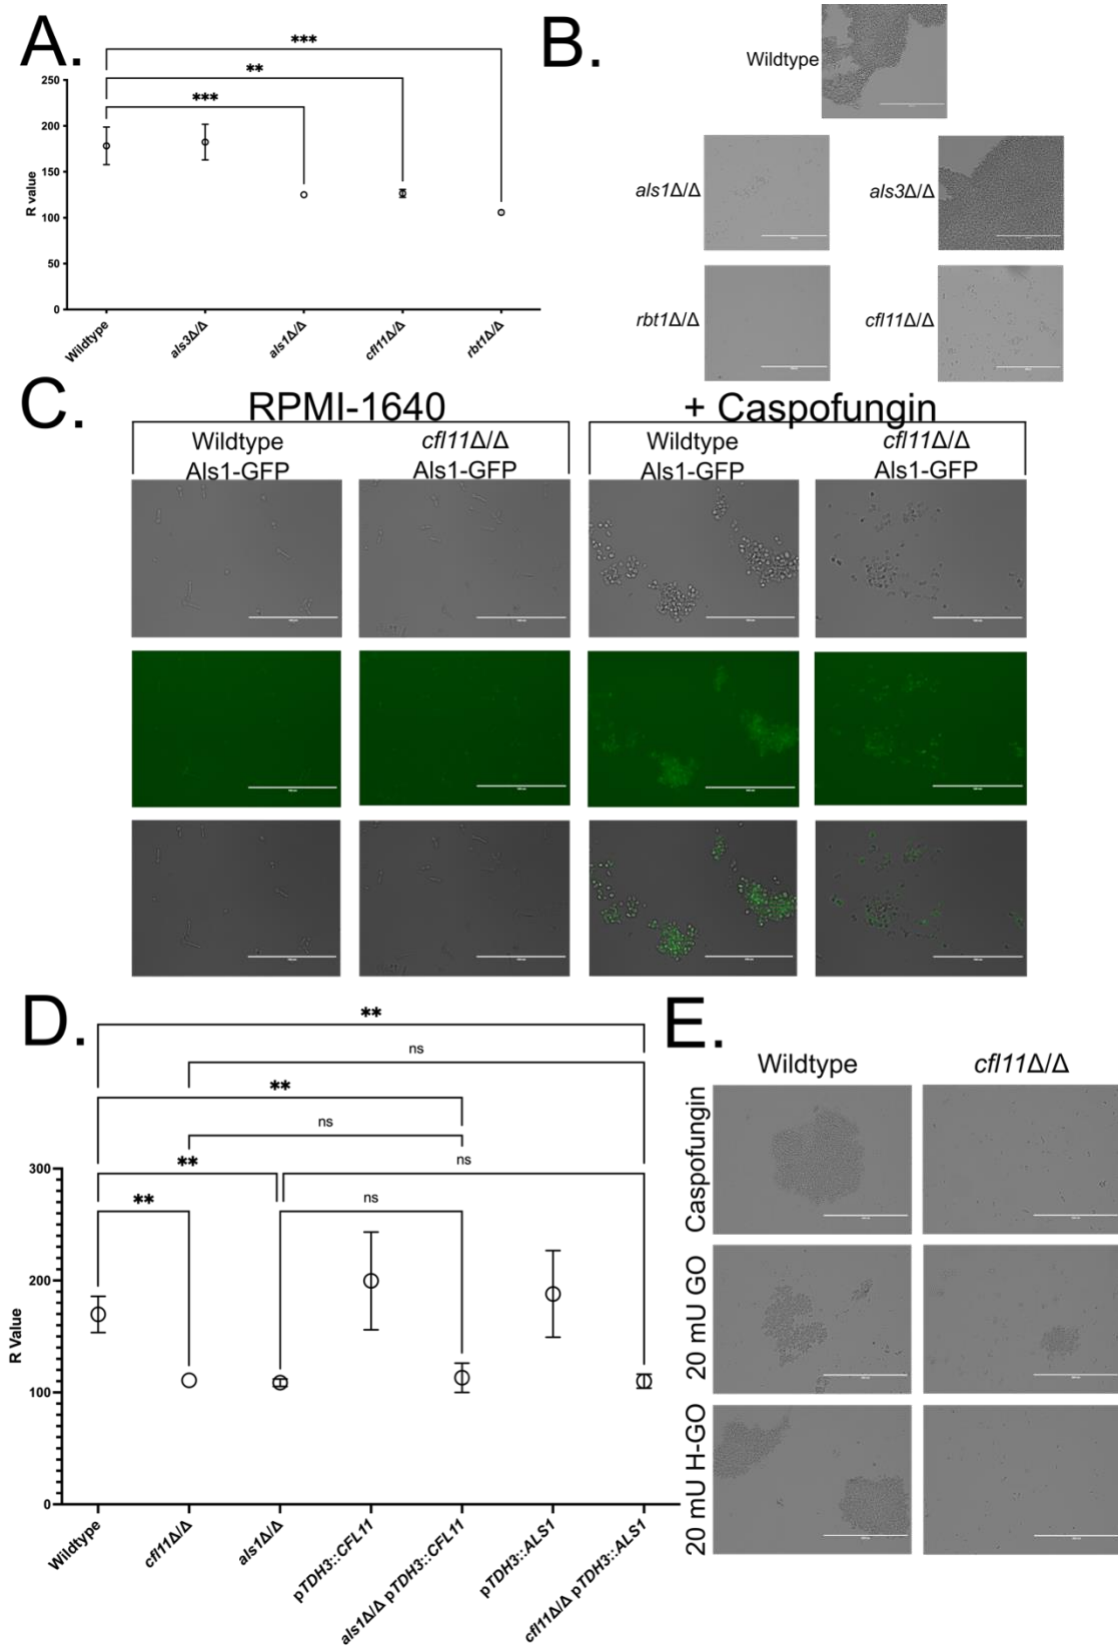 A.
***
**
***
250
200
150
100
50
0
R value
Wildtype
als3Δ/Δ
als1Δ/Δ
cfl11Δ/Δ
rbt1Δ/Δ
B.
Wildtype
als1Δ/Δ
als3Δ/Δ
rbt1Δ/Δ
cfl11Δ/Δ
C.
RPMI-1640
+ Caspofungin
Wildtype
Als1-GFP
cfl11Δ/Δ
Als1-GFP
Wildtype
Als1-GFP
cfl11Δ/Δ
Als1-GFP
D.
**
ns
**
ns
**
ns
**
ns
300
200
100
0
R Value
Wildtype
cfl11Δ/Δ
als1Δ/Δ
pTDH3::CFL11
als1Δ/Δ pTDH3::CFL11
pTDH3::ALS1
cfl11Δ/Δ pTDH3::ALS1
E.
Wildtype
cfl11Δ/Δ
Caspofungin
20 mU GO
20 mU H-GO